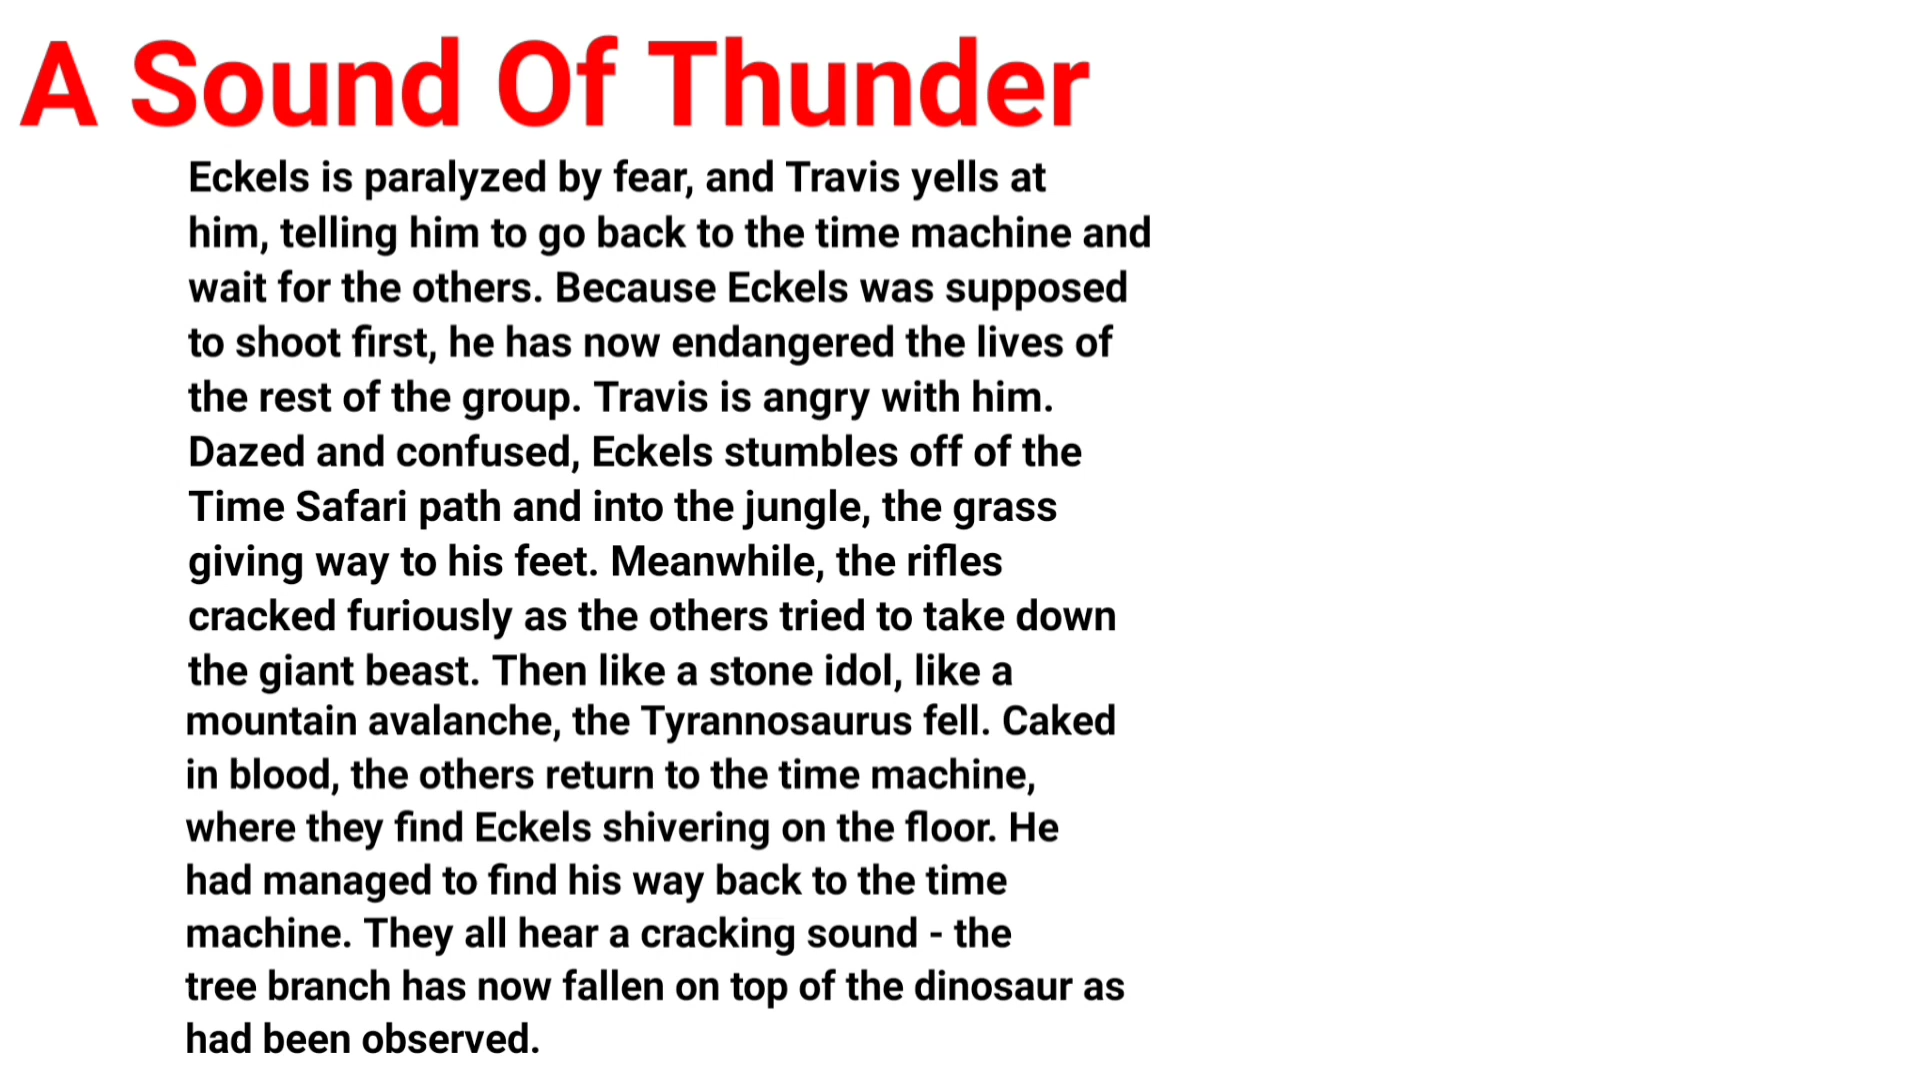 A Sound Of Thunder
Eckels is paralyzed by fear, and Travis yells at
him, telling him to go back to the time machine and
wait for the others. Because Eckels was supposed
to shoot first, he has now endangered the lives of
the rest of the group. Travis is angry with him.
Dazed and confused, Eckels stumbles off of the
Time Safari path and into the jungle, the grass
giving way to his feet. Meanwhile, the rifles
cracked furiously as the others tried to take down
the giant beast. Then like a stone idol, like a
mountain avalanche, the Tyrannosaurus fell. Caked
in blood, the others return to the time machine,
where they find Eckels shivering on the floor. He
had managed to find his way back to the time
machine. They all hear a cracking sound - the
tree branch has now fallen on top of the dinosaur as
had been observed.